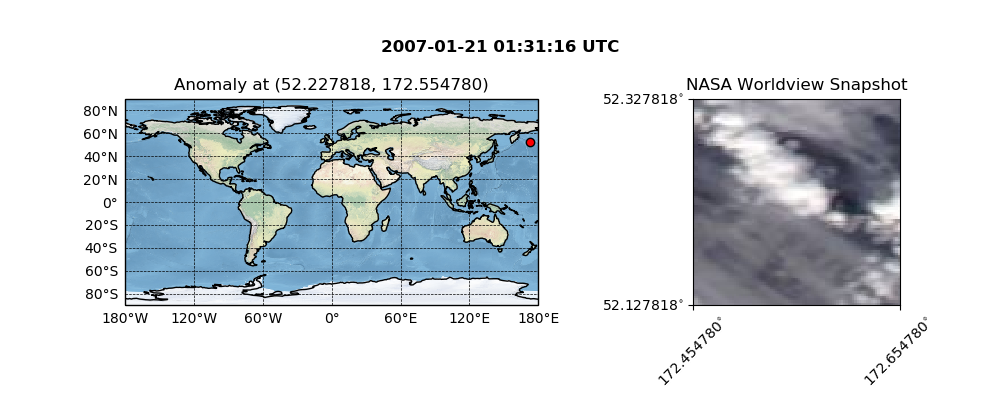 2007-01-21 01:31:16 UTC
Anomaly at (52.227818, 172.554780)
80°N
60°N
40°N
20°N
0°
20°S
40°S
60°S
80°S
180°W 120°W 60°W 0° 60°E 120°E 180°E
NASA Worldview Snapshot
52.327818°
52.127818°
172.454780°
172.654780°